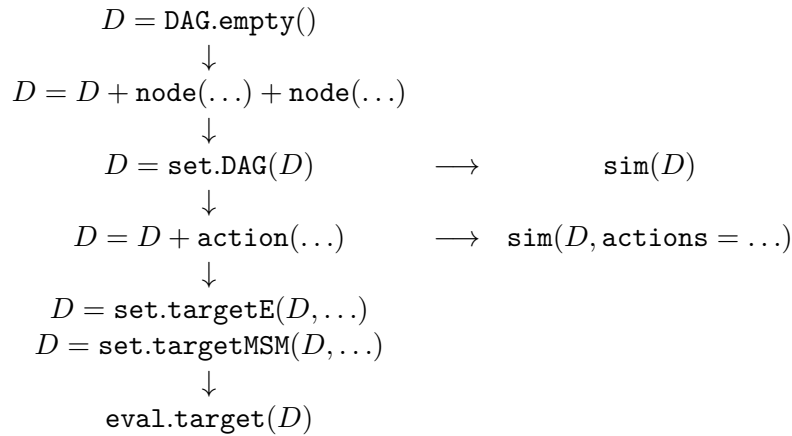 D = DAG.empty()
↓
D = D + node(...) + node(...)
↓
D = set.DAG(D) ⟶ sim(D)
↓
D = D + action(...) ⟶ sim(D, actions = ...)
↓
D = set.targetE(D, ...)
D = set.targetMSM(D, ...)
↓
eval.target(D)